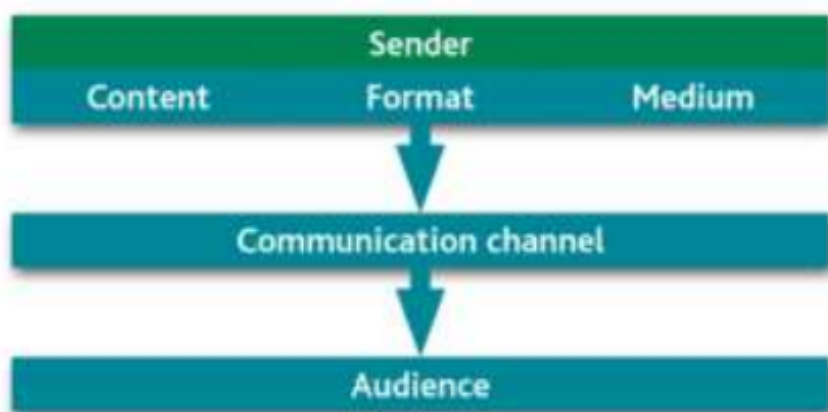 Sender
Content Format Medium
Communication channel
Audience